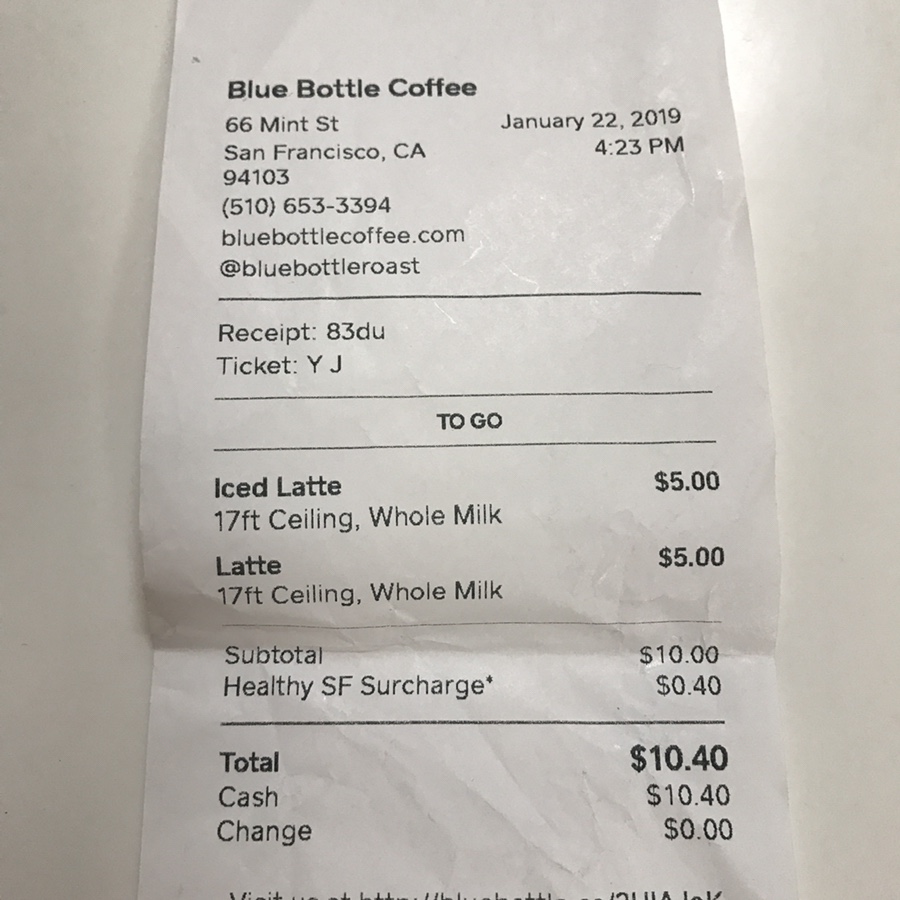 Blue Bottle Coffee
66 Mint St
January 22, 2019
San Francisco, CA
4:23 PM
94103
(510) 653-3394
bluebottlecoffee.com
@bluebottleroast
Receipt: 83du
Ticket: Y J
TO GO
Iced Latte $5.00
17ft Ceiling, Whole Milk
Latte $5.00
17ft Ceiling, Whole Milk
Subtotal $10.00
Healthy SF Surcharge* $0.40
Total $10.40
Cash $10.40
Change $0.00
Visit us at